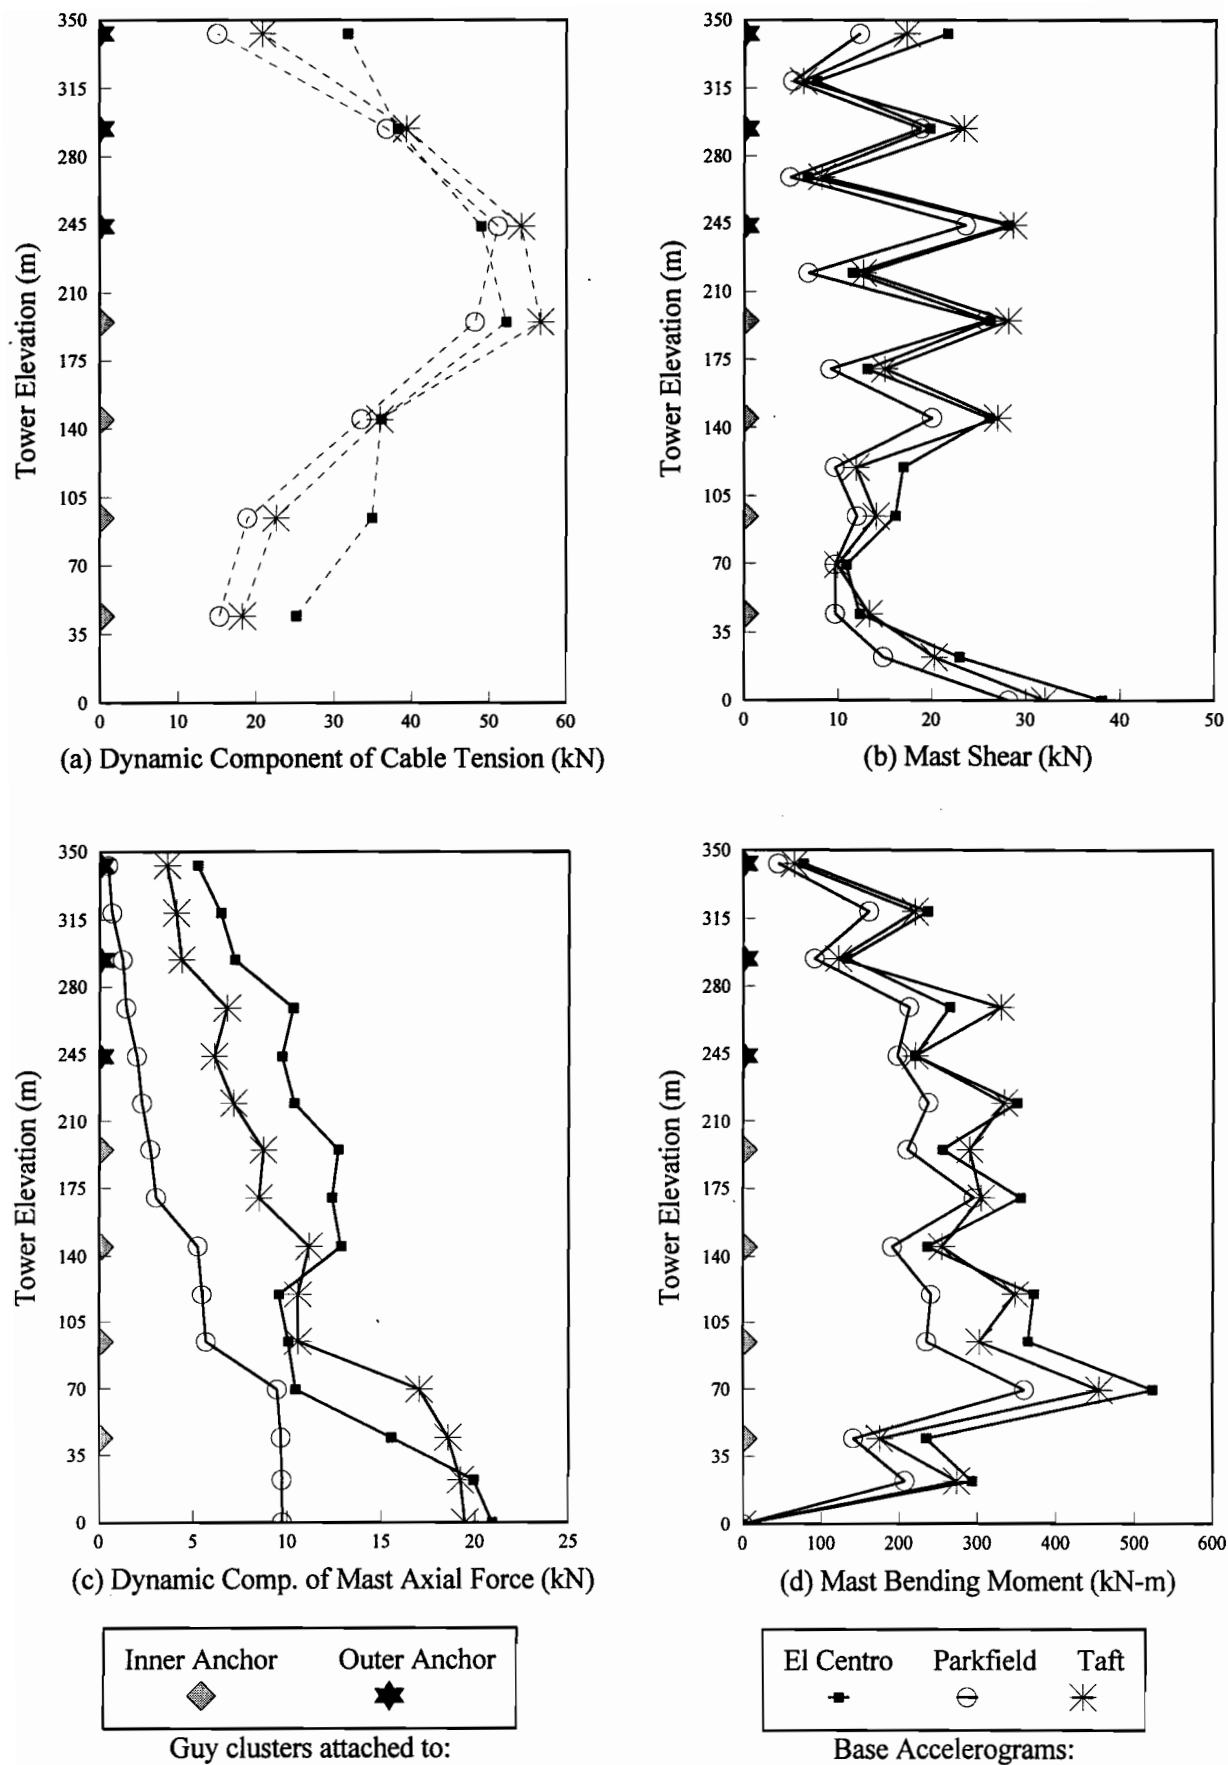 350
315
280
245
210
175
140
105
70
35
0
Tower Elevation (m)
0 10 20 30 40 50 60
(a) Dynamic Component of Cable Tension (kN)
350
315
280
245
210
175
140
105
70
35
0
Tower Elevation (m)
0 10 20 30 40 50
(b) Mast Shear (kN)
350
315
280
245
210
175
140
105
70
35
0
Tower Elevation (m)
0 5 10 15 20 25
(c) Dynamic Comp. of Mast Axial Force (kN)
350
315
280
245
210
175
140
105
70
35
0
Tower Elevation (m)
0 100 200 300 400 500 600
(d) Mast Bending Moment (kN-m)
Inner Anchor Outer Anchor
Guy clusters attached to:
El Centro Parkfield Taft
Base Accelerograms: